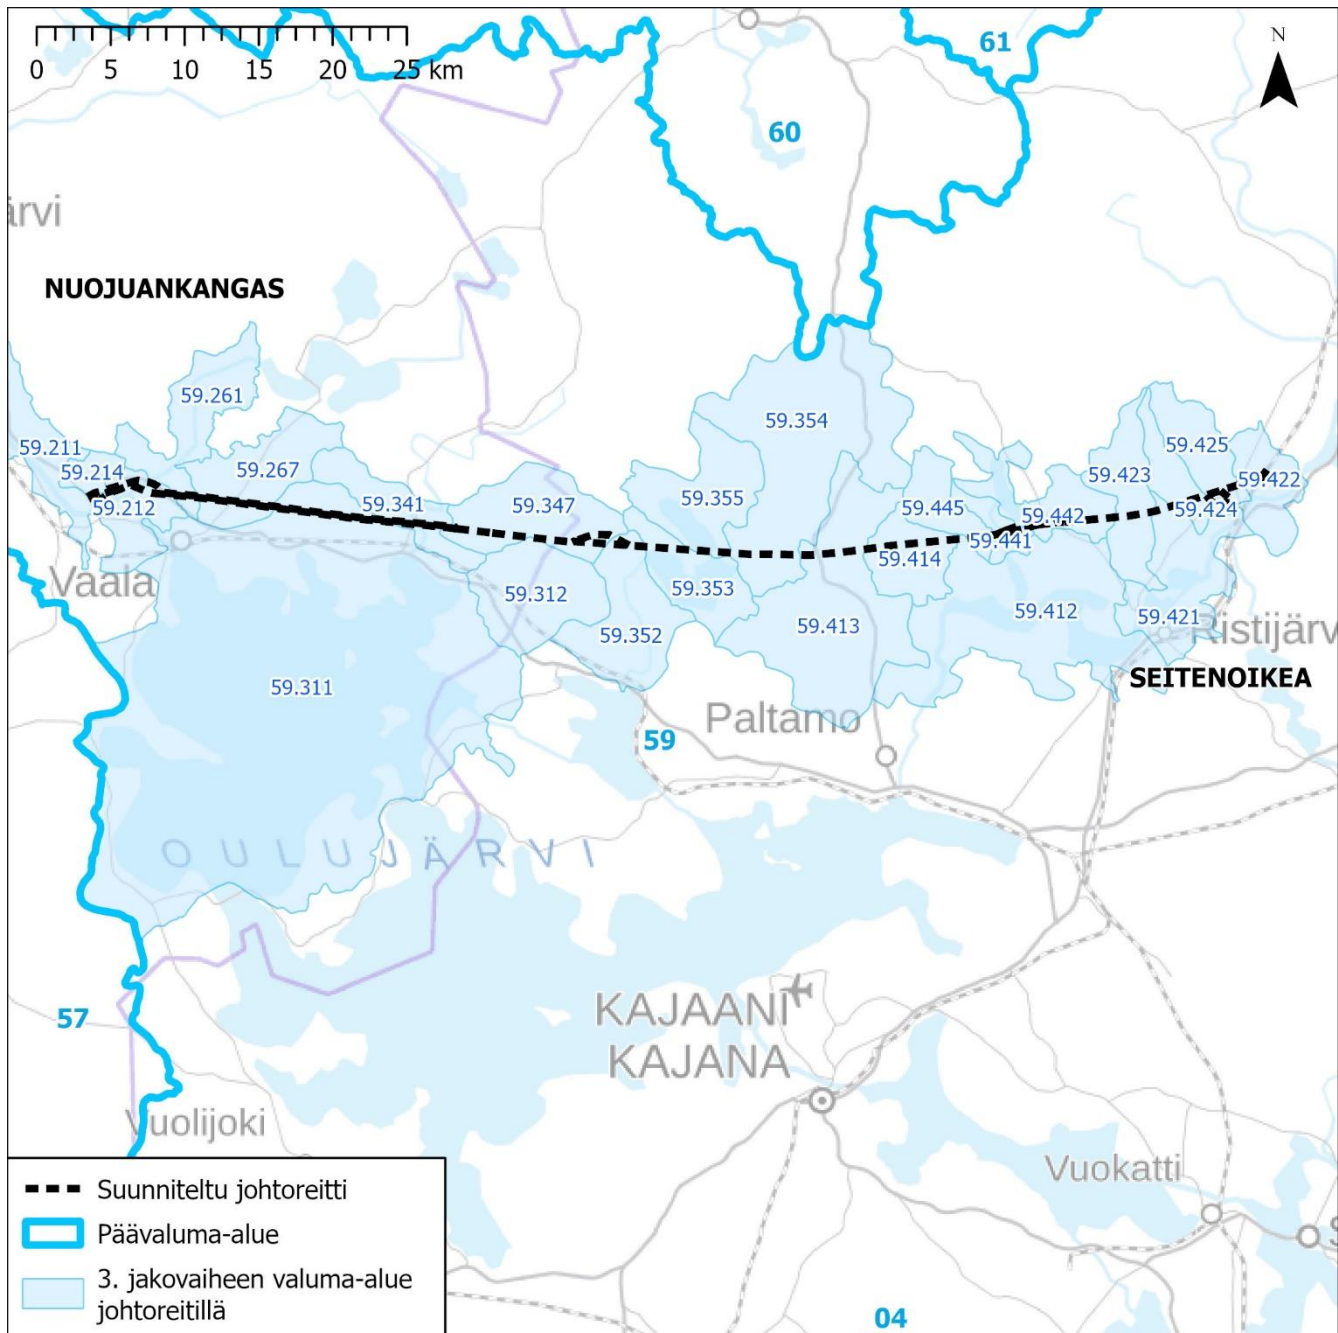 0 5 10 15 20 25 km
N
61
60
ärvi
NUOJUANKANGAS
59.261
59.354
59.211
59.267
59.425
59.214
59.423
59.422
59.355
59.212
59.341
59.347
59.445
59.442
59.424
59.441
59.414
Vaala
59.353
59.312
59.412
59.421
59.352
59.413
Ristijärv
SEITENOIKEA
59.311
Paltamo
59
OULUJÄRVI
KAJAANI
KAJANA
57
Vuolijoki
Vuokatti
S
Suunniteltu johtoreitti
Päävaluma-alue
3. jakovaiheen valuma-alue
johtoreitillä
04